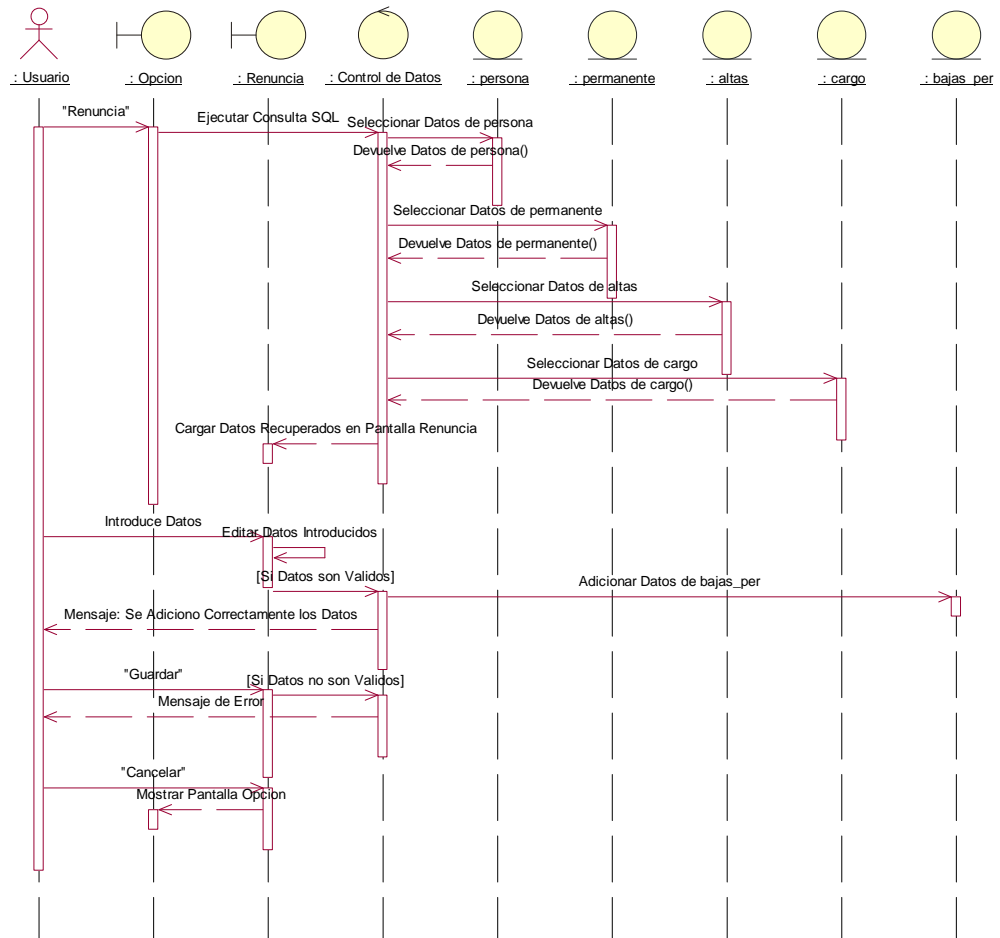 : Usuario
: Opcion
: Renuncia
: Control de Datos
: persona
: permanente
: altas
: cargo
: bajas_per
"Renuncia"
Ejecutar Consulta SQL
Seleccionar Datos de persona
Devuelve Datos de persona()
Seleccionar Datos de permanente
Devuelve Datos de permanente()
Seleccionar Datos de altas
Devuelve Datos de altas()
Seleccionar Datos de cargo
Devuelve Datos de cargo()
Cargar Datos Recuperados en Pantalla Renuncia
Introduce Datos
Editar Datos Introducidos
[Si Datos son Validos]
Adicionar Datos de bajas_per
Mensaje: Se Adiciono Correctamente los Datos
"Guardar"
[Si Datos no son Validos]
Mensaje de Error
"Cancelar"
Mostrar Pantalla Opcion